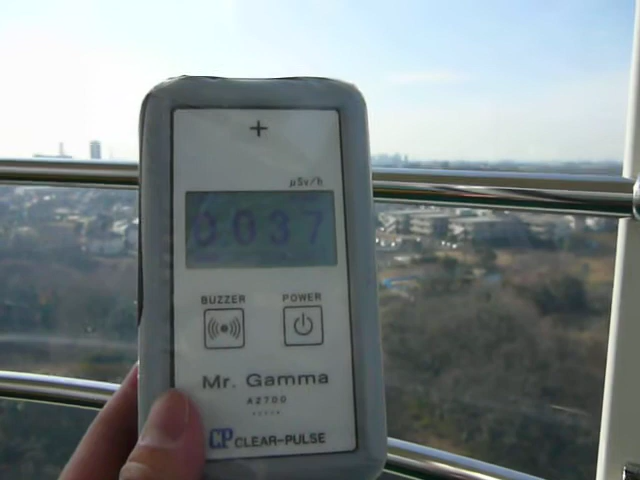 +
μSv/h
0.037
BUZZER POWER
Mr. Gamma
A2700
CP CLEAR-PULSE